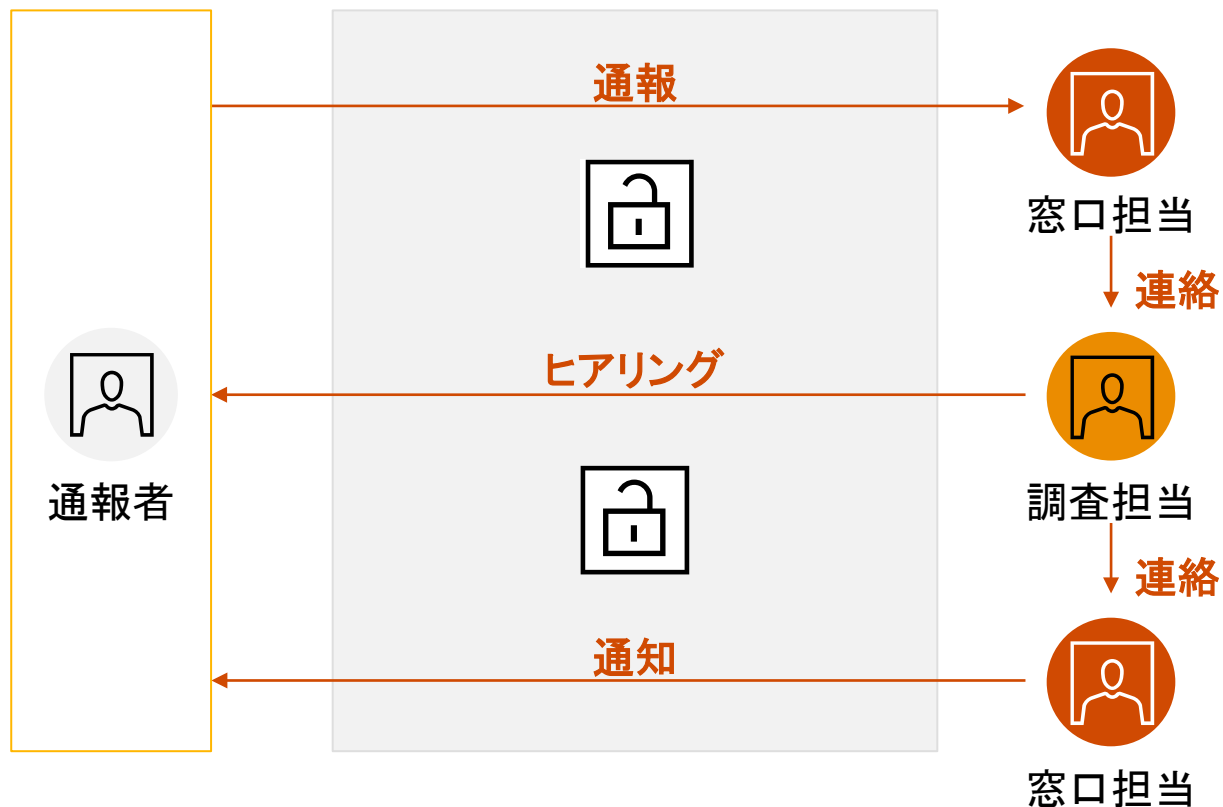 通報
窓口担当
連絡
ヒアリング
通報者
調査担当
連絡
通知
窓口担当